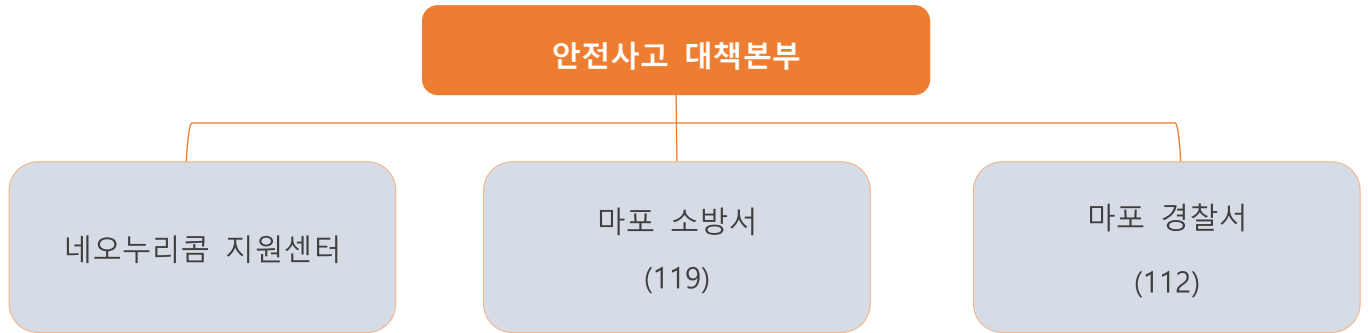 안전사고 대책본부
네오누리콤 지원센터
마포 소방서
(119)
마포 경찰서
(112)